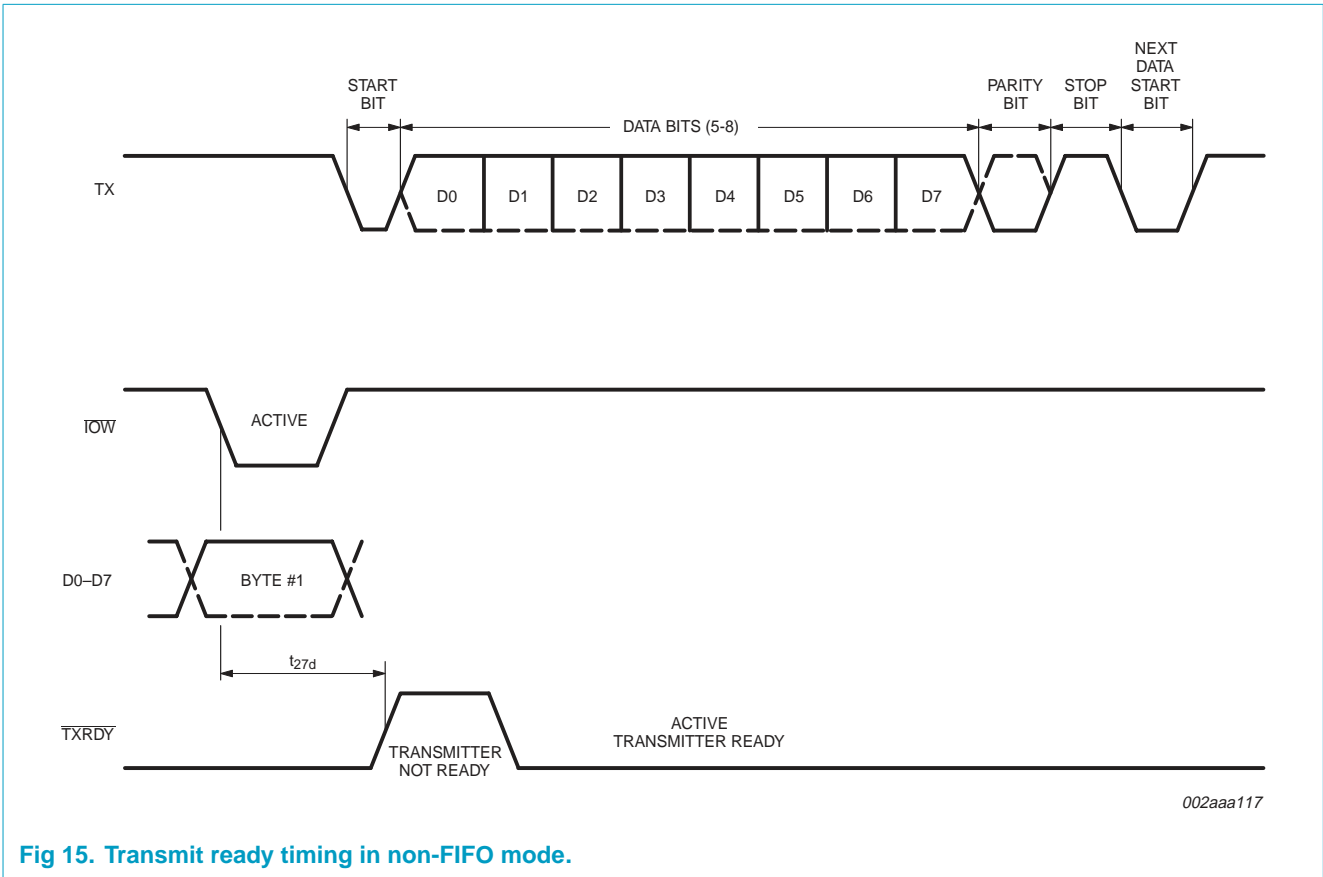 START
BIT
DATA BITS (5-8)
PARITY
BIT
STOP
BIT
NEXT
DATA
START
BIT
TX
D0
D1
D2
D3
D4
D5
D6
D7
IOW
ACTIVE
D0–D7
BYTE #1
t27d
TXRDY
TRANSMITTER
NOT READY
ACTIVE
TRANSMITTER READY
002aaa117
Fig 15. Transmit ready timing in non-FIFO mode.